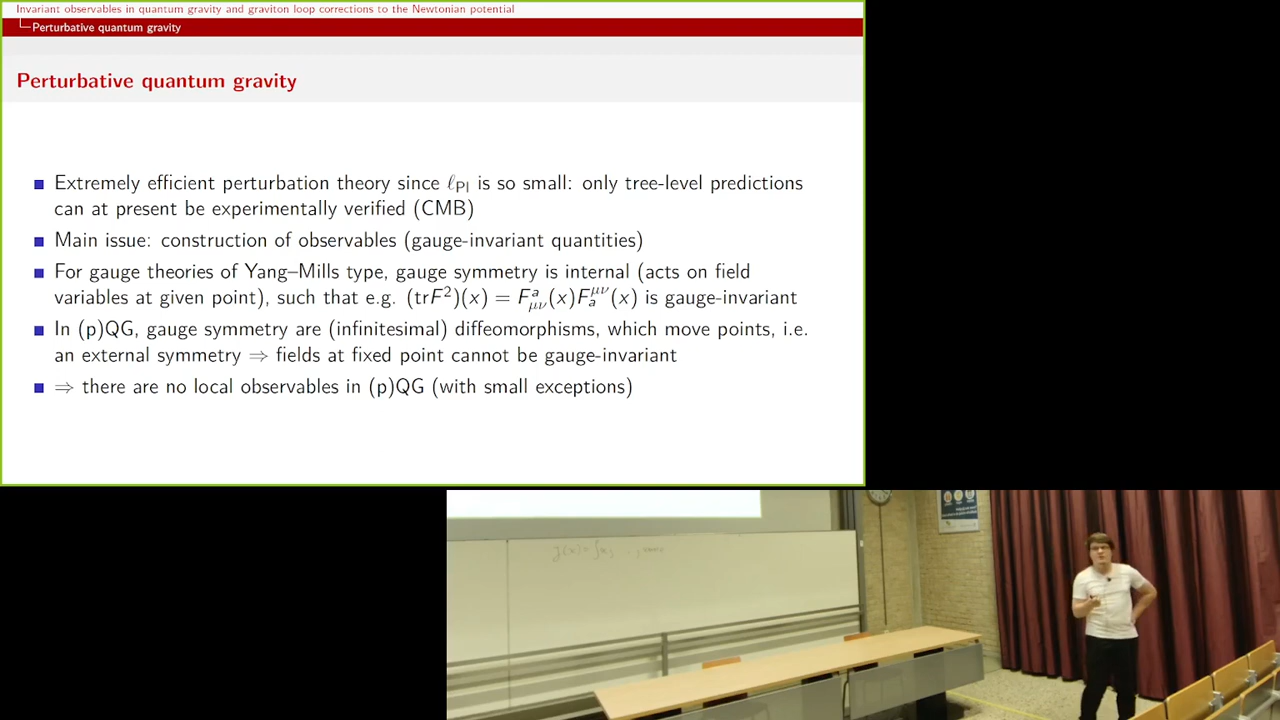 Invariant observables in quantum gravity and graviton loop corrections to the Newtonian potential
Perturbative quantum gravity
Perturbative quantum gravity
Extremely efficient perturbation theory since ℓ_Pl is so small: only tree-level predictions
can at present be experimentally verified (CMB)
Main issue: construction of observables (gauge-invariant quantities)
For gauge theories of Yang–Mills type, gauge symmetry is internal (acts on field
variables at given point), such that e.g. (trF²)(x) = F^a_{μν}(x)F_a^{μν}(x) is gauge-invariant
In (p)QG, gauge symmetry are (infinitesimal) diffeomorphisms, which move points, i.e.
an external symmetry ⇒ fields at fixed point cannot be gauge-invariant
⇒ there are no local observables in (p)QG (with small exceptions)